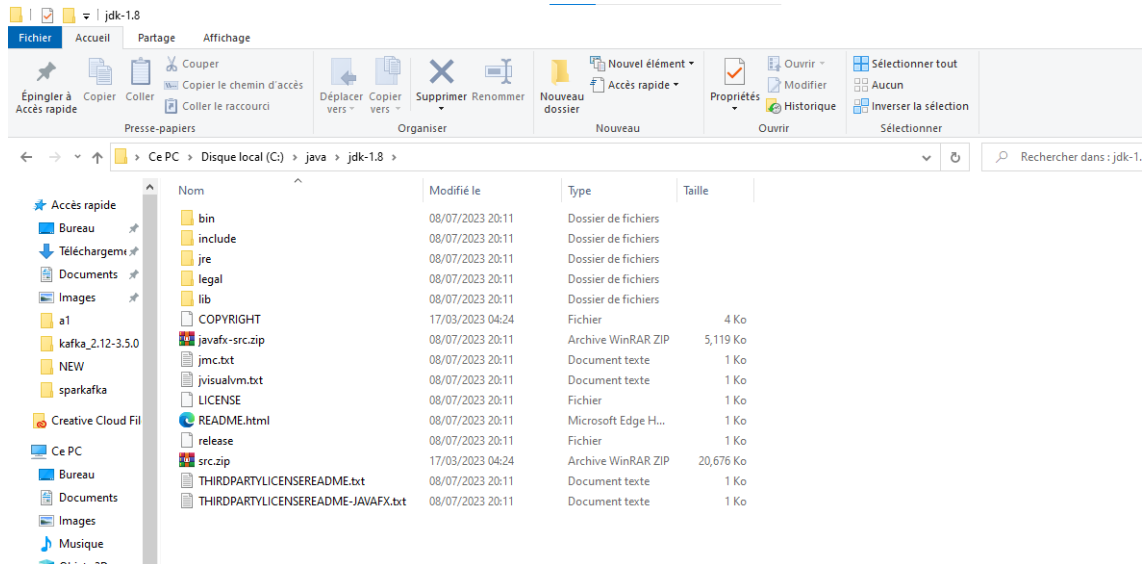 jdk-1.8
Fichier Accueil Partage Affichage
Épingler à Accès rapide
Copier
Coller
Couper
Copier le chemin d'accès
Coller le raccourci
Presse-papiers
Déplacer vers
Copier vers
Supprimer
Renommer
Organiser
Nouveau dossier
Nouvel élément
Accès rapide
Nouveau
Propriétés
Ouvrir
Modifier
Historique
Ouvrir
Sélectionner tout
Aucun
Inverser la sélection
Sélectionner
Ce PC > Disque local (C:) > java > jdk-1.8 >
Rechercher dans : jdk-1.
Accès rapide
Bureau
Documents
Images
a1
kafka_2.12-3.5.0
NEW
sparkafka
Creative Cloud Fil
Ce PC
Bureau
Documents
Images
Musique
Nom Modifié le Type Taille
bin 08/07/2023 20:11 Dossier de fichiers
include 08/07/2023 20:11 Dossier de fichiers
jre 08/07/2023 20:11 Dossier de fichiers
legal 08/07/2023 20:11 Dossier de fichiers
lib 08/07/2023 20:11 Dossier de fichiers
COPYRIGHT 17/03/2023 04:24 Fichier 4 Ko
javafx-src.zip 08/07/2023 20:11 Archive WinRAR ZIP 5,119 Ko
jmc.txt 08/07/2023 20:11 Document texte 1 Ko
jvisualvm.txt 08/07/2023 20:11 Document texte 1 Ko
LICENSE 08/07/2023 20:11 Fichier 1 Ko
README.html 08/07/2023 20:11 Microsoft Edge H... 1 Ko
release 08/07/2023 20:11 Fichier 1 Ko
src.zip 17/03/2023 04:24 Archive WinRAR ZIP 20,676 Ko
THIRDPARTYLICENSEREADME.txt 08/07/2023 20:11 Document texte 1 Ko
THIRDPARTYLICENSEREADME-JAVAFX.txt 08/07/2023 20:11 Document texte 1 Ko